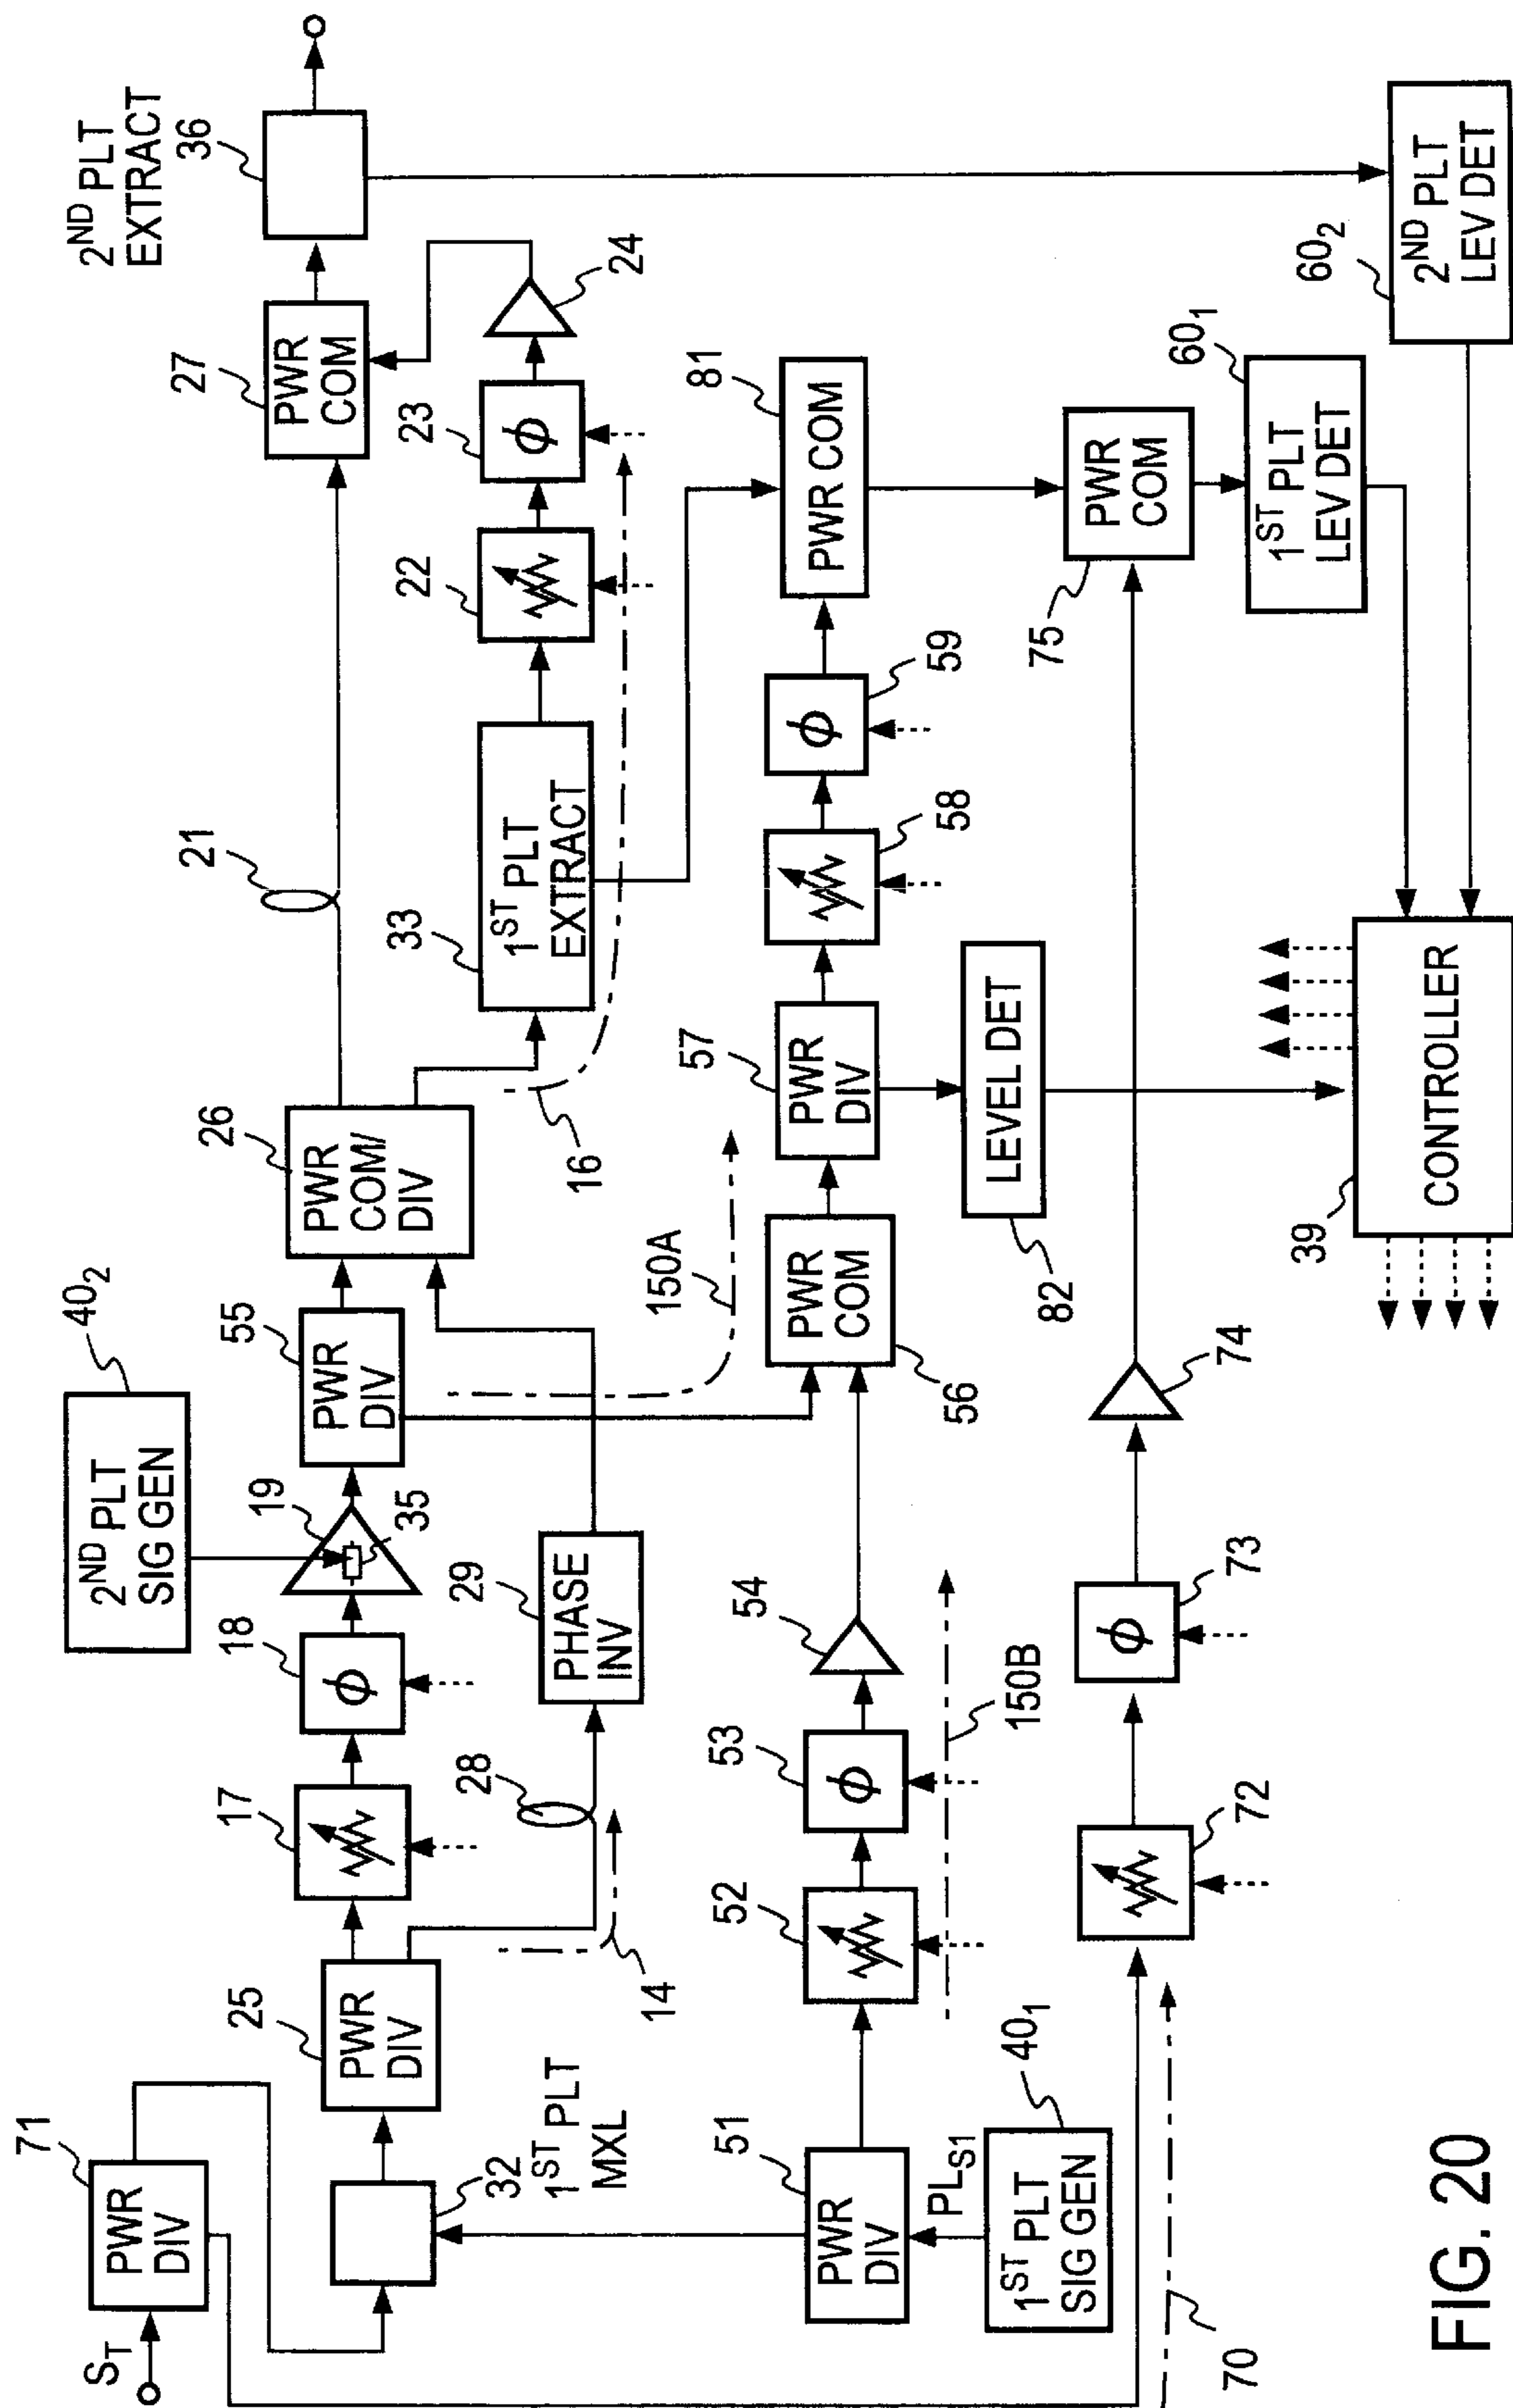 S_T
71
PWR
DIV
32
1ST PLT
MXL
25
PWR
DIV
14
17
18
ϕ
28
29
PHASE
INV
2ND PLT
SIG GEN
40₂
19
35
55
PWR
DIV
26
PWR
COM/
DIV
16
21
33
1ST PLT
EXTRACT
22
23
ϕ
24
27
PWR
COM
2ND PLT
EXTRACT
36
51
PWR
DIV
PL_S1
40₁
1ST PLT
SIG GEN
52
53
ϕ
54
150B
150A
56
PWR
COM
57
PWR
DIV
82
LEVEL DET
58
59
ϕ
81
PWR COM
70
72
73
ϕ
74
75
PWR
COM
60₁
1ST PLT
LEV DET
60₂
2ND PLT
LEV DET
39
CONTROLLER
FIG. 20